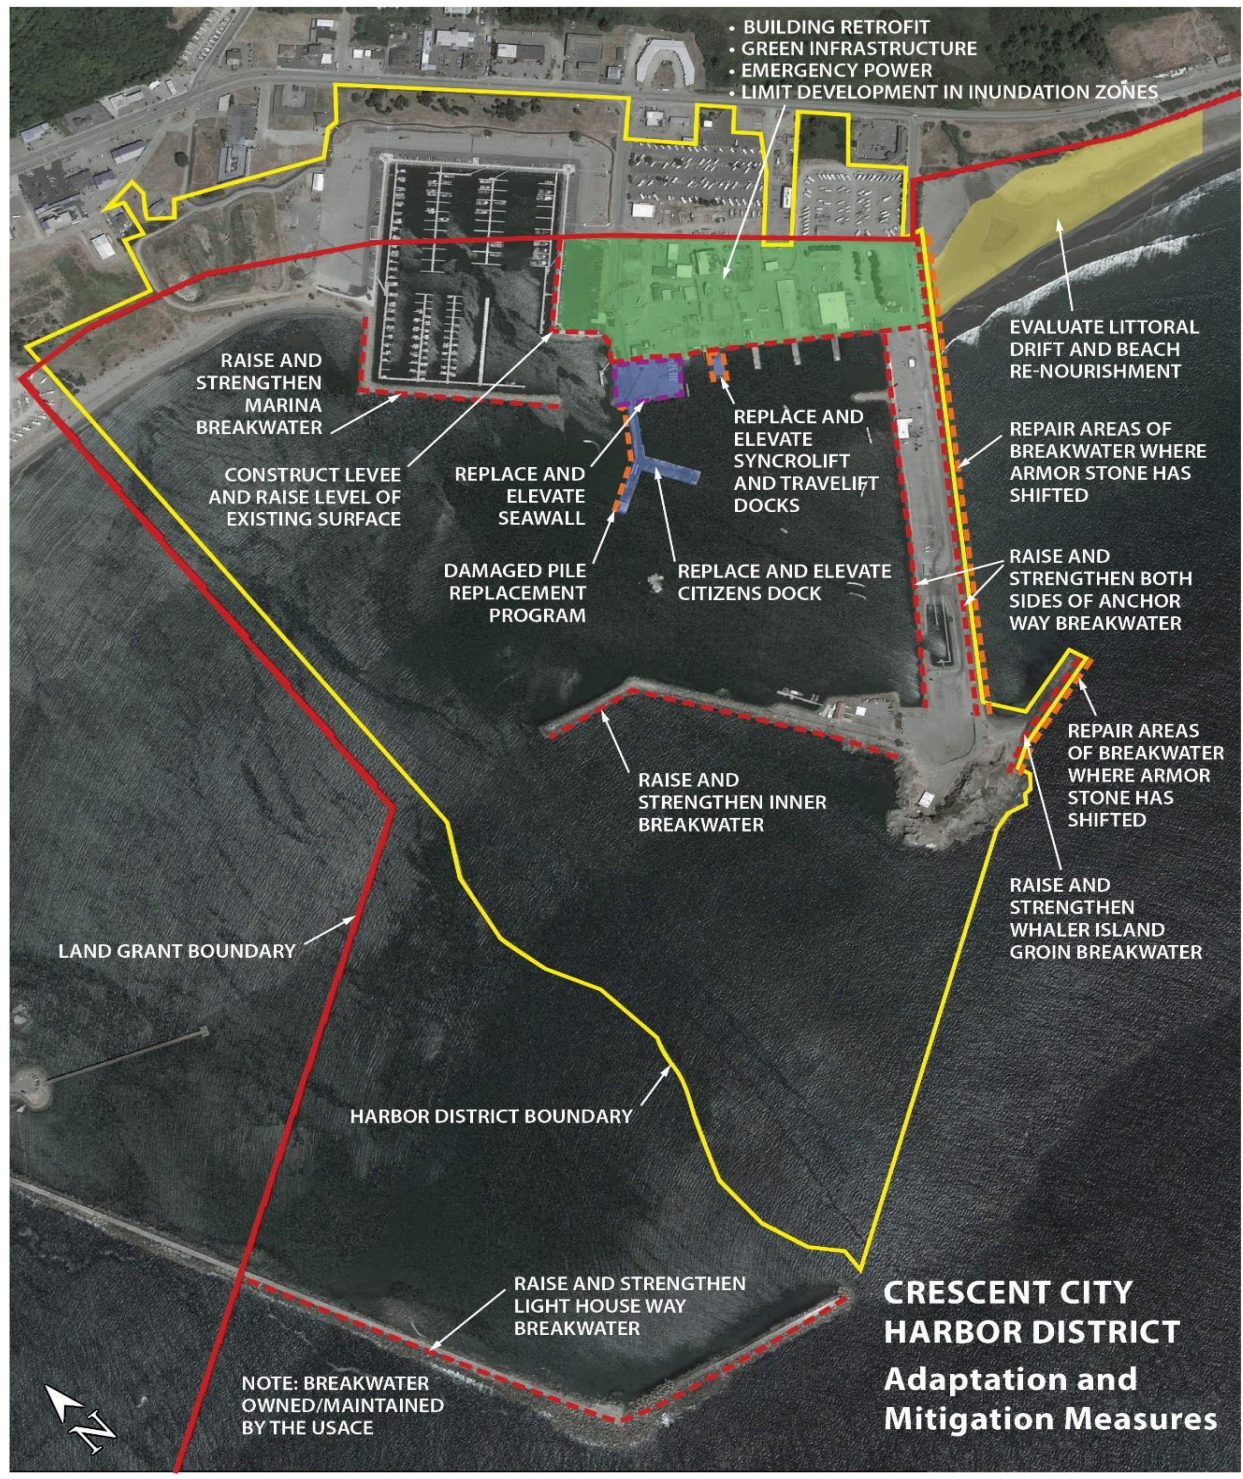 • BUILDING RETROFIT
• GREEN INFRASTRUCTURE
• EMERGENCY POWER
• LIMIT DEVELOPMENT IN INUNDATION ZONES
EVALUATE LITTORAL
DRIFT AND BEACH
RE-NOURISHMENT
RAISE AND
STRENGTHEN
MARINA
BREAKWATER
CONSTRUCT LEVEE
AND RAISE LEVEL OF
EXISTING SURFACE
REPLACE AND
ELEVATE
SEAWALL
REPLACE AND
ELEVATE
SYNCROLIFT
AND TRAVELIFT
DOCKS
REPAIR AREAS OF
BREAKWATER WHERE
ARMOR STONE HAS
SHIFTED
DAMAGED PILE
REPLACEMENT
PROGRAM
REPLACE AND ELEVATE
CITIZENS DOCK
RAISE AND
STRENGTHEN BOTH
SIDES OF ANCHOR
WAY BREAKWATER
RAISE AND
STRENGTHEN INNER
BREAKWATER
REPAIR AREAS
OF BREAKWATER
WHERE ARMOR
STONE HAS
SHIFTED
RAISE AND
STRENGTHEN
WHALER ISLAND
GROIN BREAKWATER
LAND GRANT BOUNDARY
HARBOR DISTRICT BOUNDARY
RAISE AND STRENGTHEN
LIGHT HOUSE WAY
BREAKWATER
NOTE: BREAKWATER
OWNED/MAINTAINED
BY THE USACE
N
CRESCENT CITY
HARBOR DISTRICT
Adaptation and
Mitigation Measures